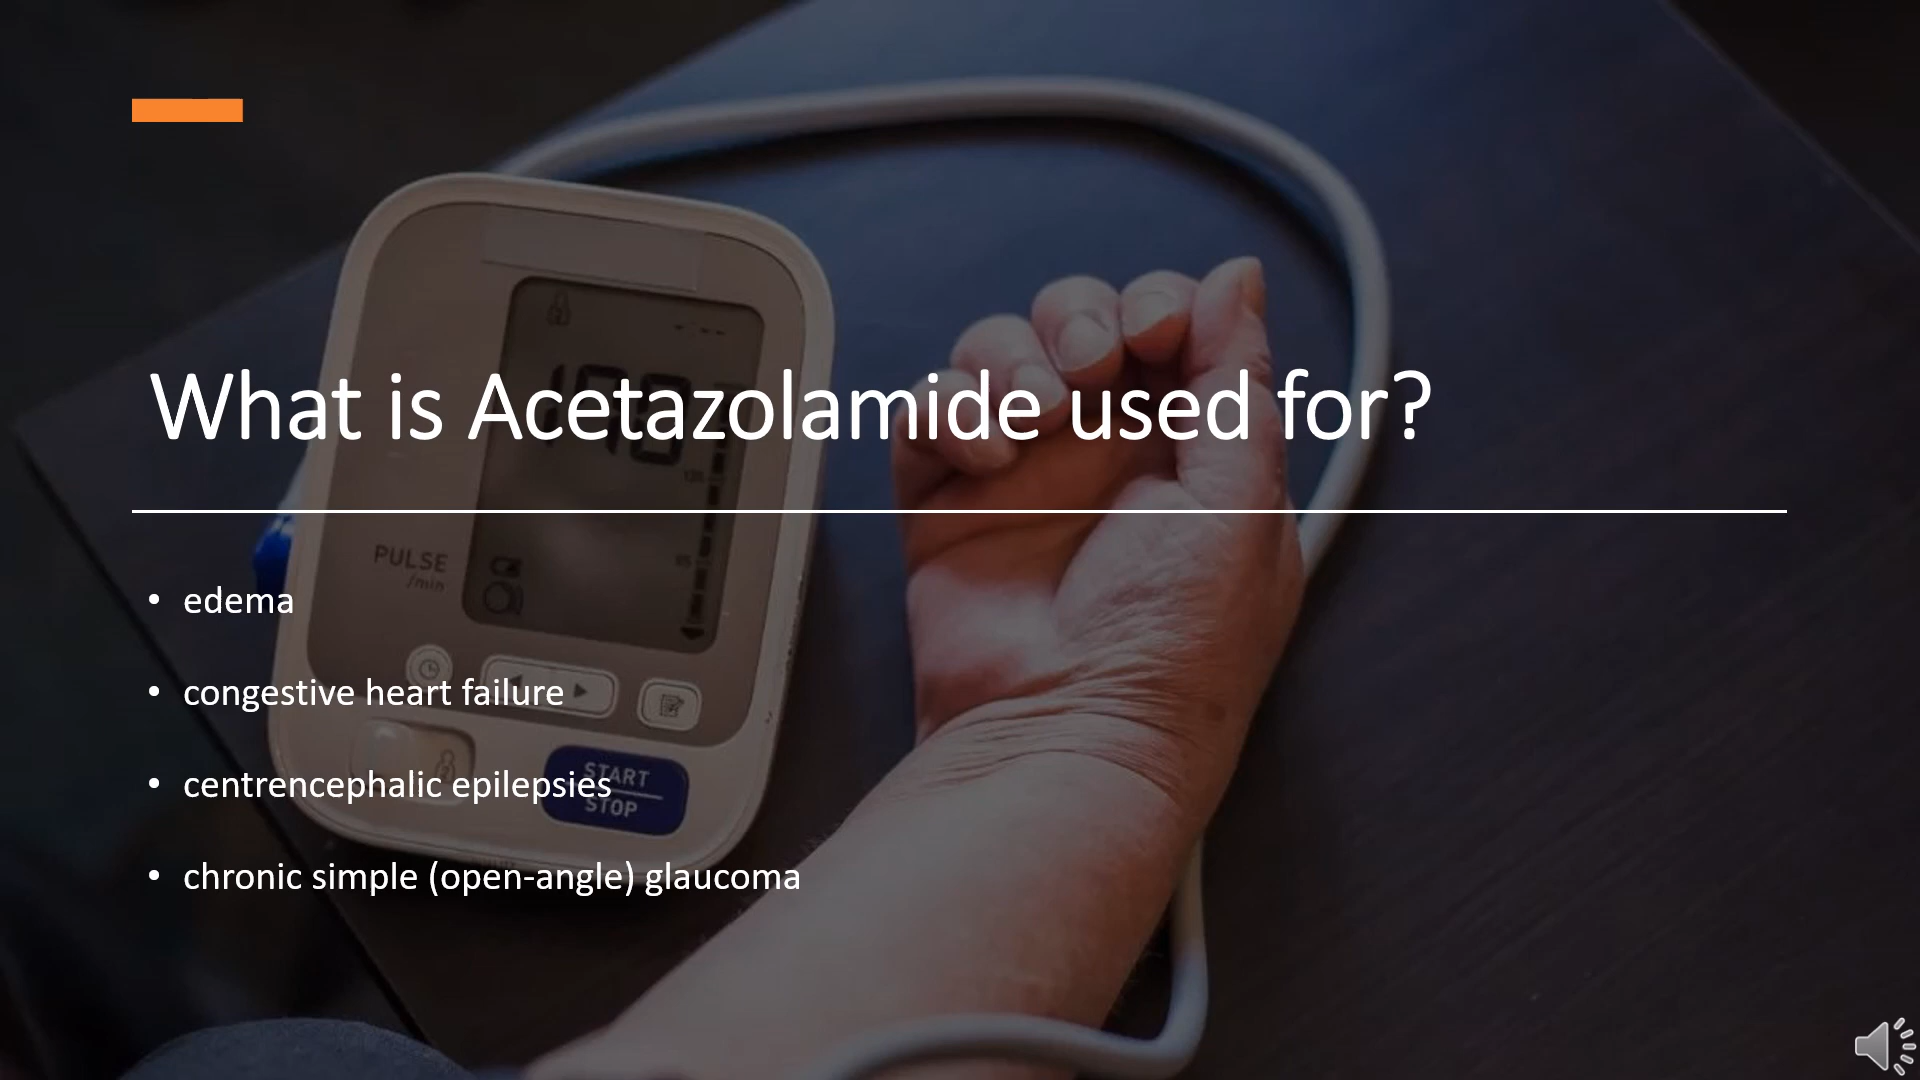 What is Acetazolamide used for?
PULSE
/min
• edema
• congestive heart failure
START
• centrencephalic epilepsies
STOP
• chronic simple (open-angle) glaucoma